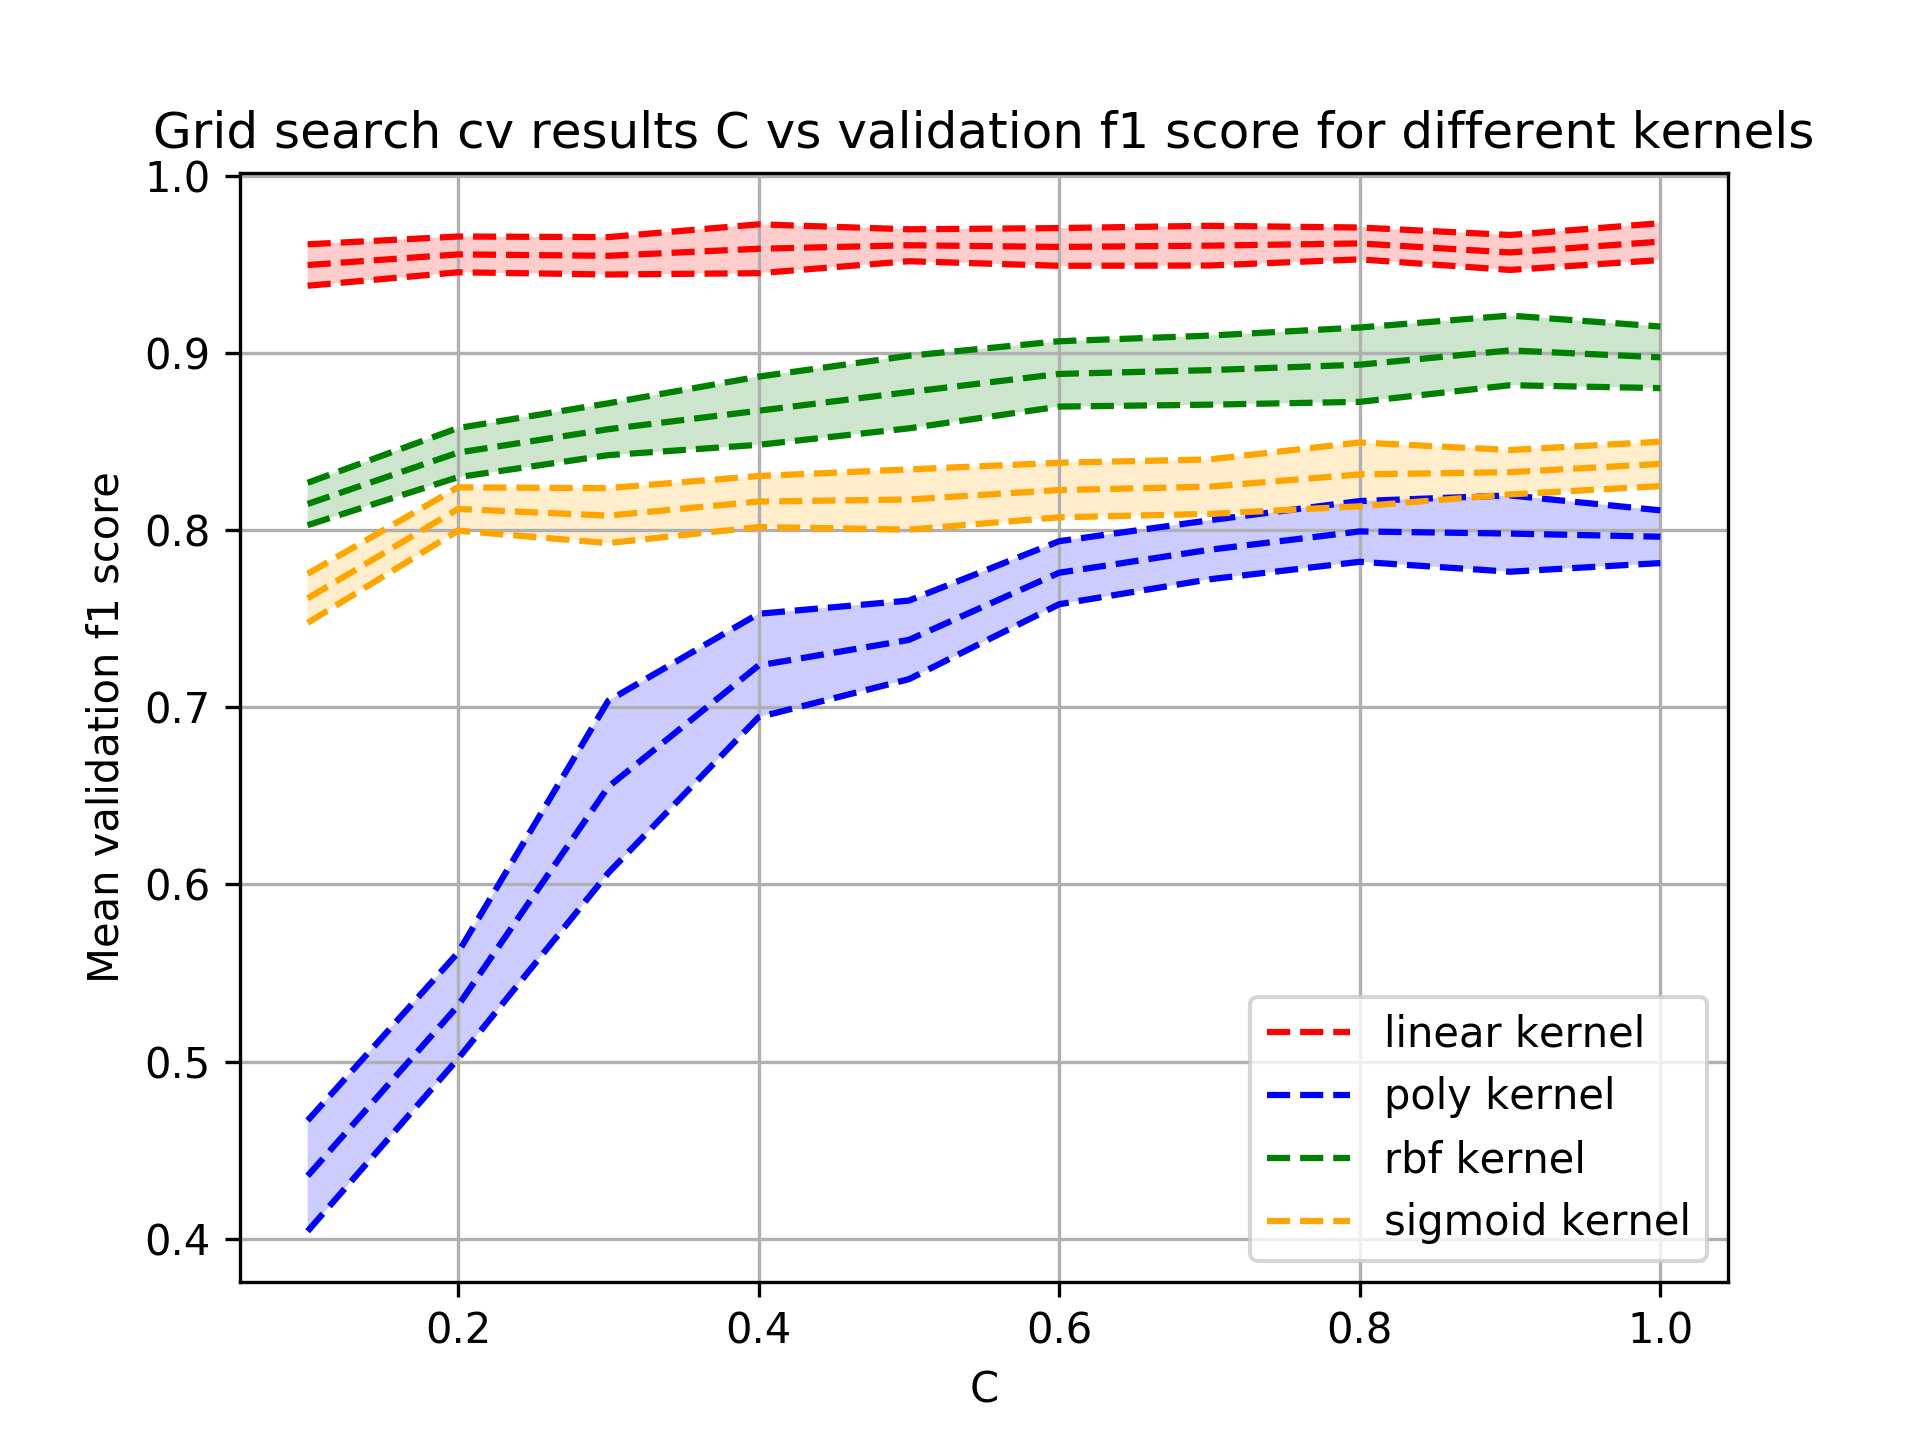 Grid search cv results C vs validation f1 score for different kernels
1.0
0.9
0.8
0.7
0.6
0.5
0.4
Mean validation f1 score
0.2
0.4
0.6
0.8
1.0
C
linear kernel
poly kernel
rbf kernel
sigmoid kernel